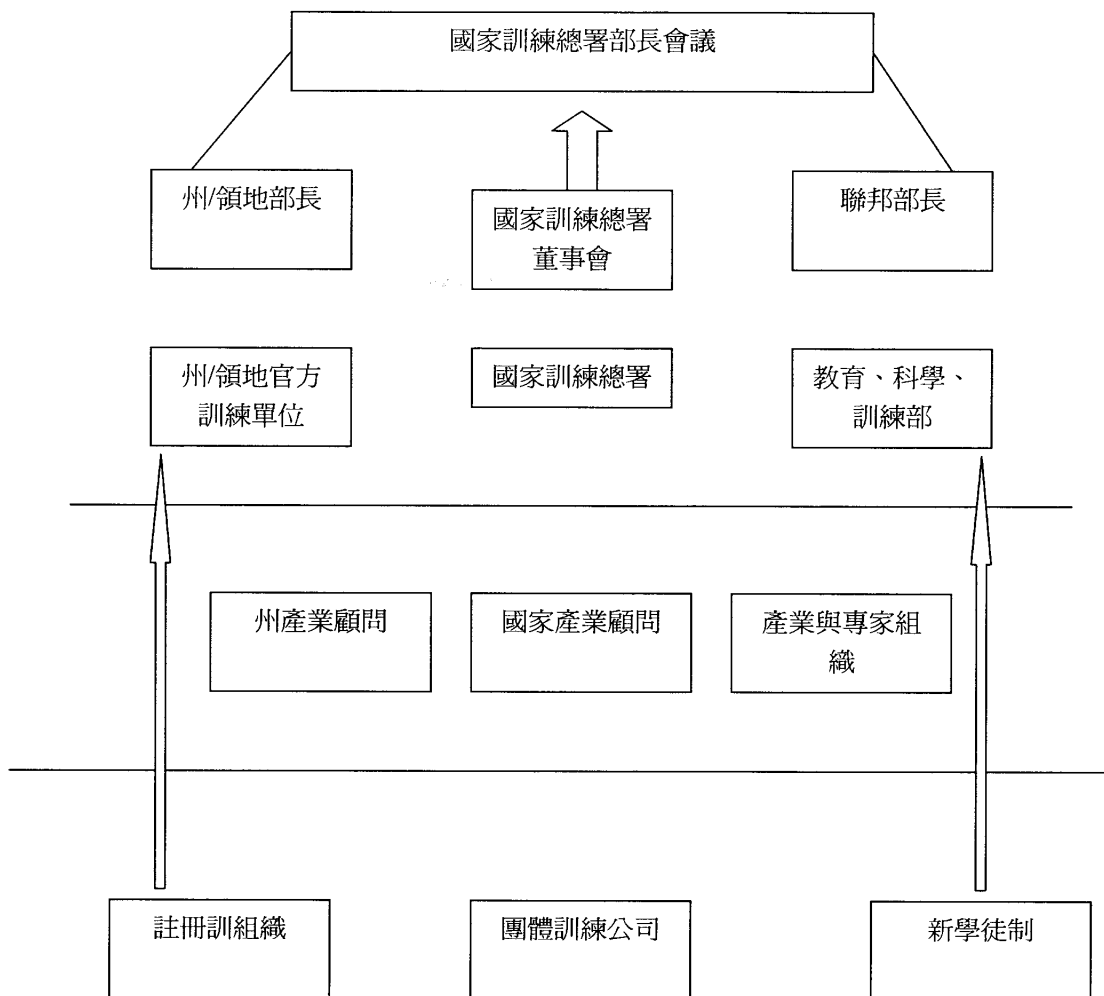 國家訓練總署部長會議
州/領地部長
國家訓練總署
董事會
聯邦部長
州/領地官方
訓練單位
國家訓練總署
教育、科學、
訓練部
州產業顧問
國家產業顧問
產業與專家組
織
註冊訓組織
團體訓練公司
新學徒制